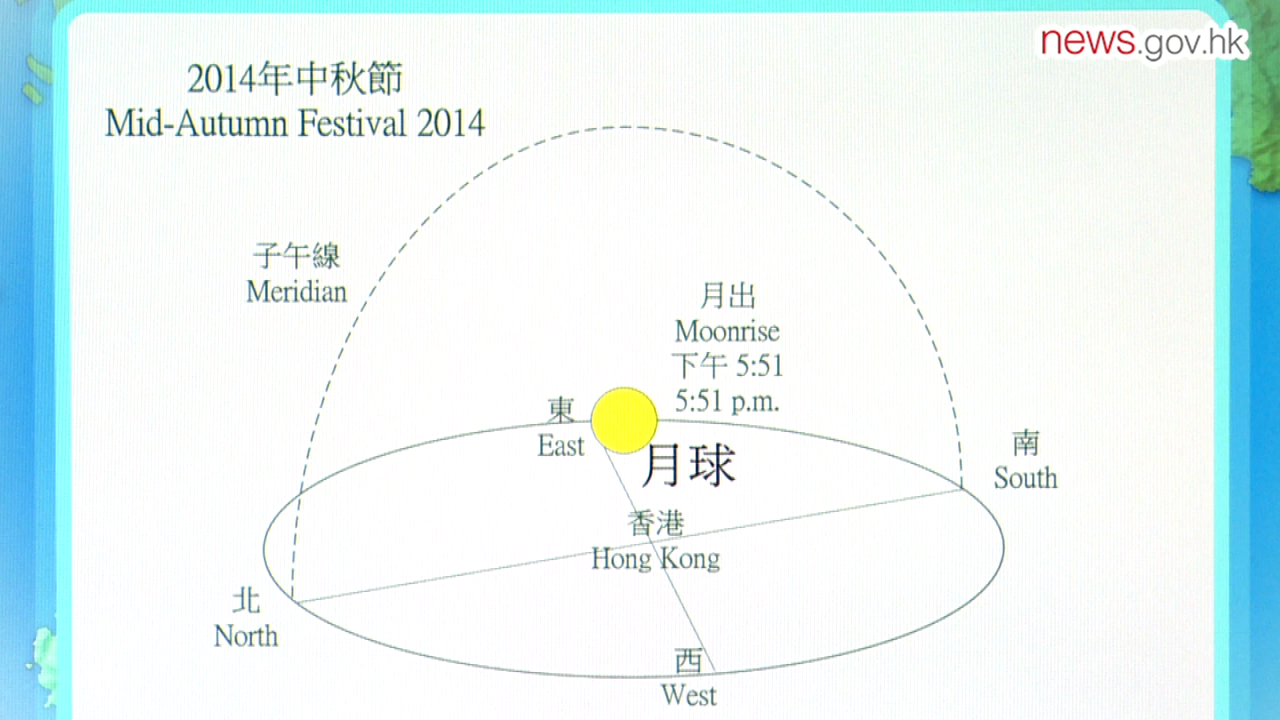 news.gov.hk
2014年中秋節
Mid-Autumn Festival 2014
子午線
Meridian
月出
Moonrise
下午 5:51
5:51 p.m.
東
East
月球
南
South
香港
Hong Kong
北
North
西
West